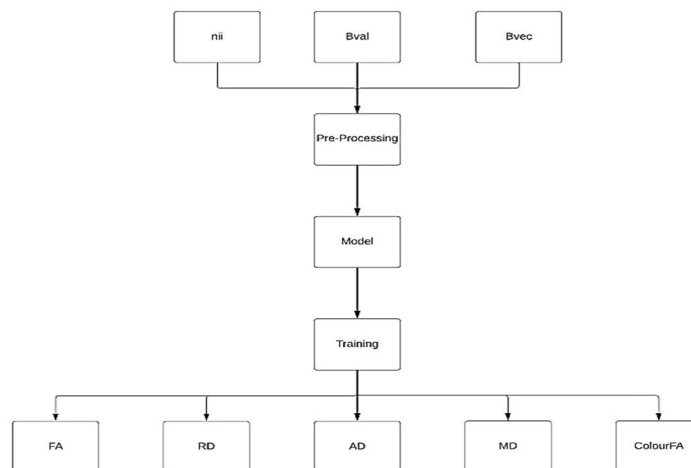 nii
Bval
Bvec
Pre-Processing
Model
Training
FA
RD
AD
MD
ColourFA